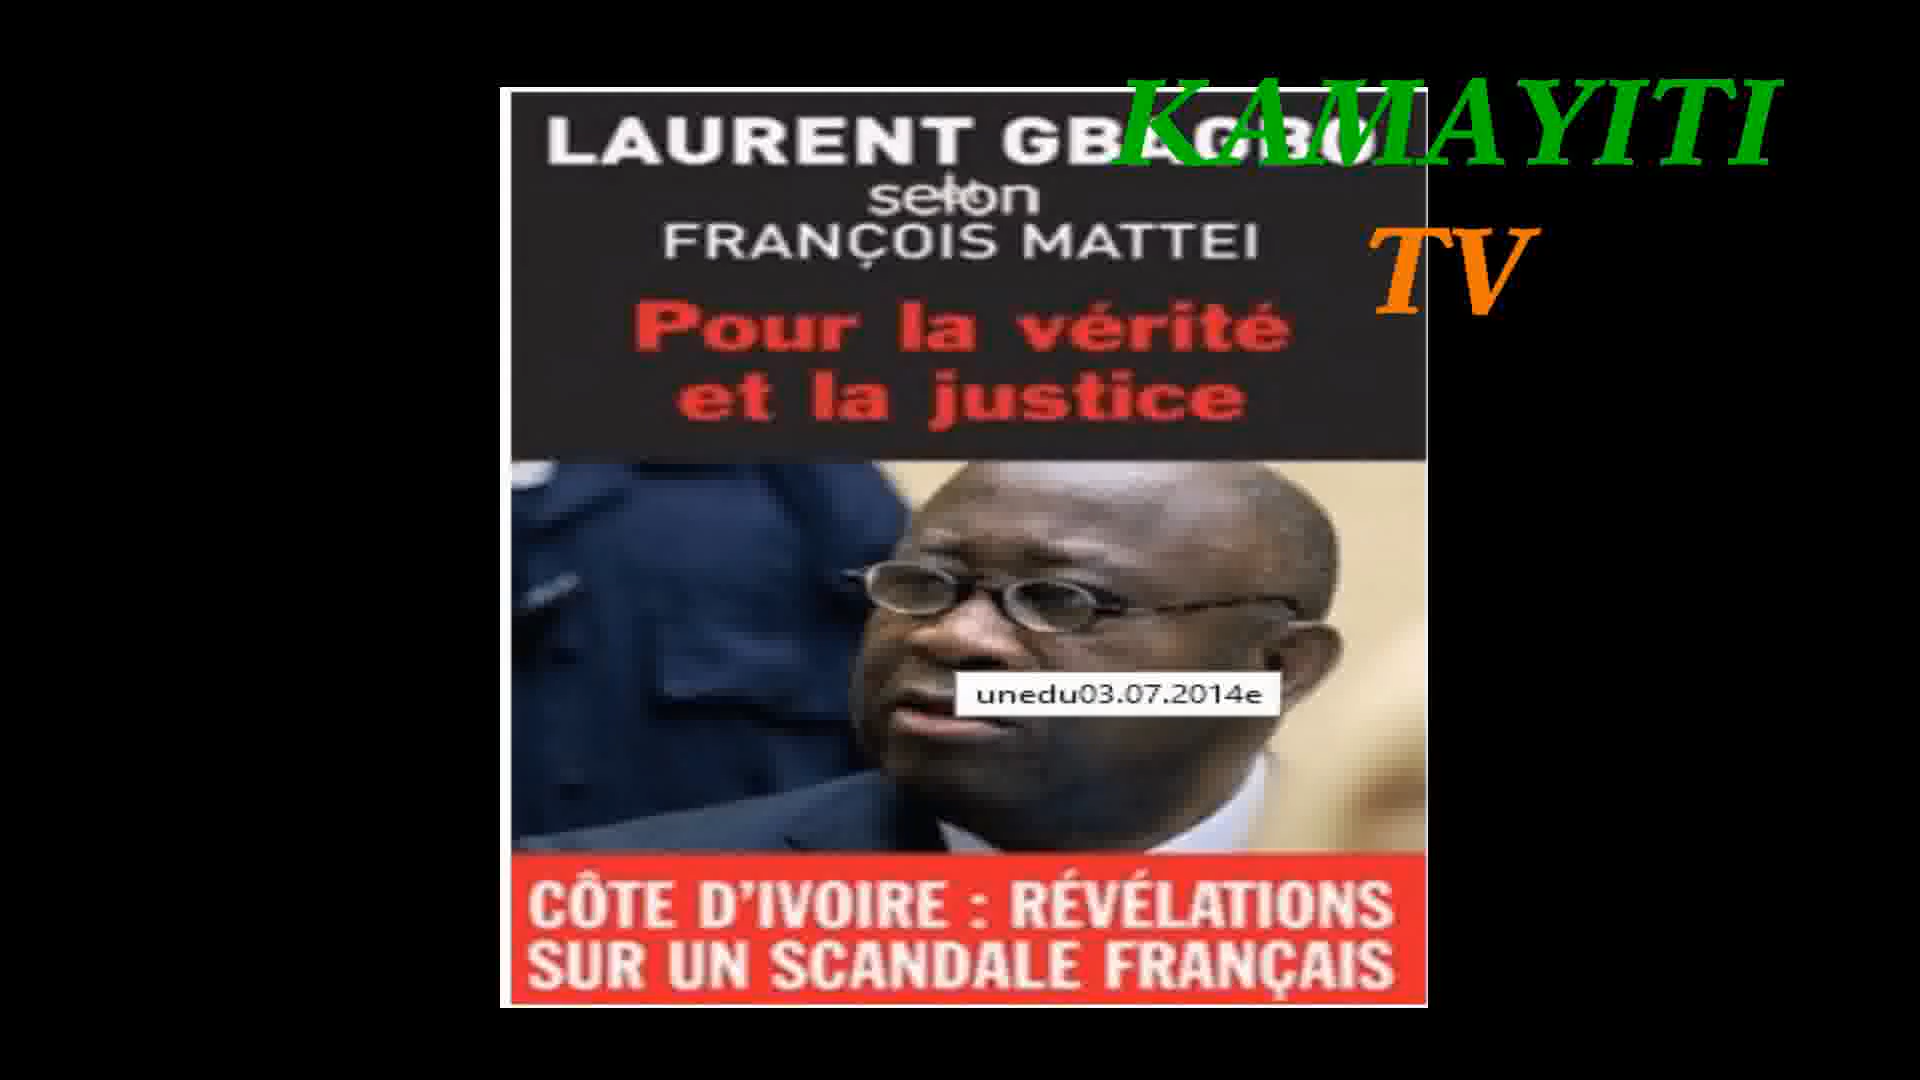 KAMAYITI
TV
LAURENT GBAGBO
selon
FRANÇOIS MATTEI
Pour la vérité
et la justice
unedu03.07.2014e
CÔTE D'IVOIRE : RÉVÉLATIONS
SUR UN SCANDALE FRANÇAIS